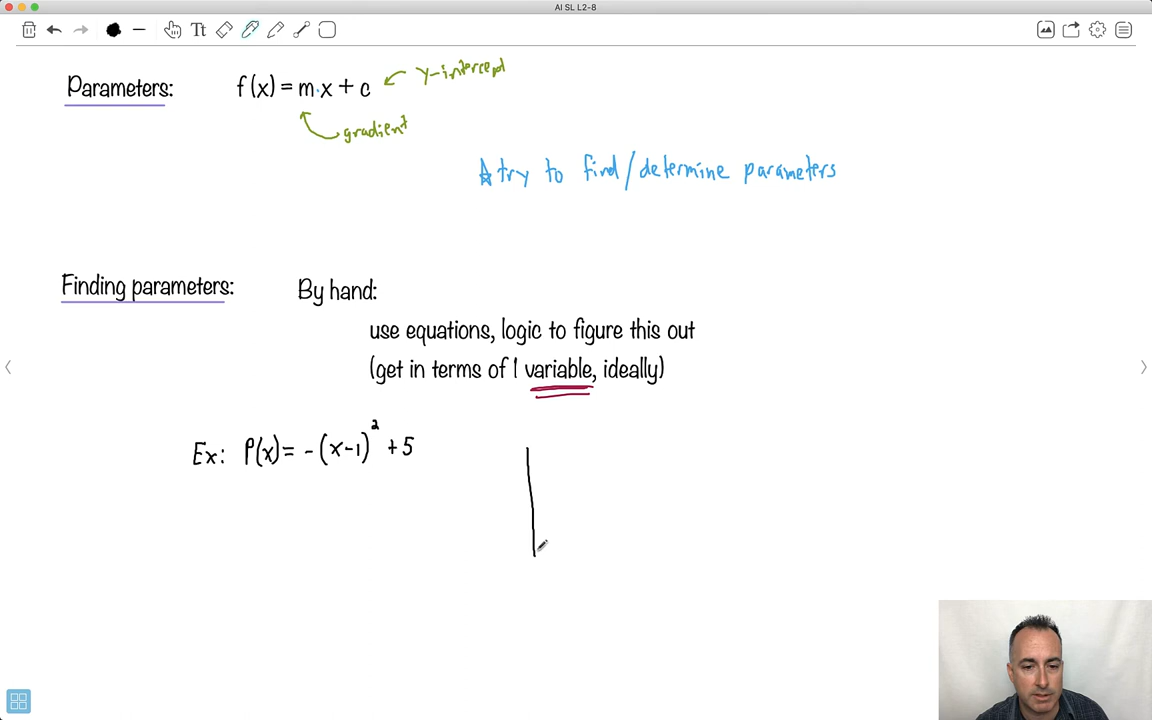 AI SL L2-8
Tt
Parameters: f(x) = m·x + c y-intercept
gradient
☆try to find/determine parameters
Finding parameters: By hand:
use equations, logic to figure this out
(get in terms of 1 variable, ideally)
Ex: P(x) = -(x-1)² + 5